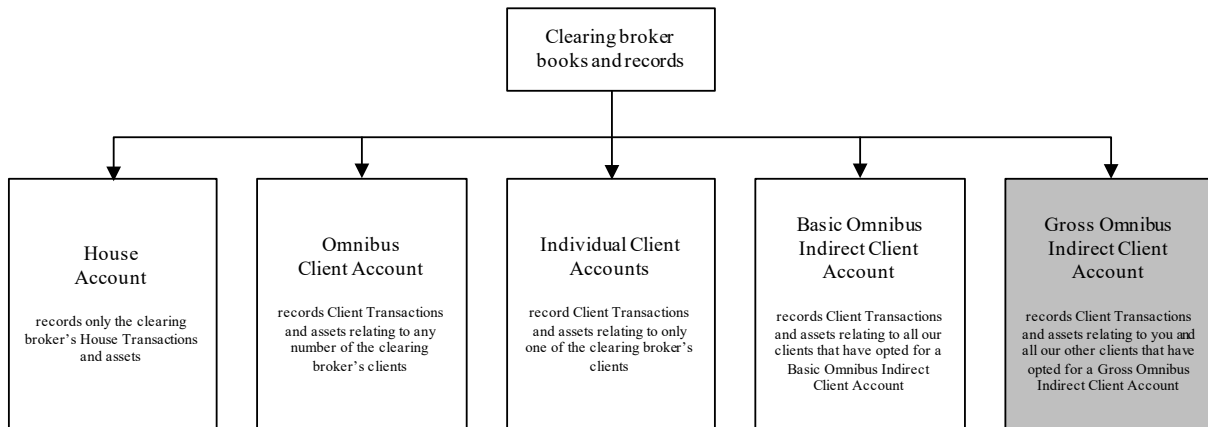 Clearing broker
books and records
House
Account
records only the clearing
broker's House Transactions
and assets
Omnibus
Client Account
records Client Transactions
and assets relating to any
number of the clearing
broker's clients
Individual Client
Accounts
record Client Transactions
and assets relating to only
one of the clearing broker's
clients
Basic Omnibus
Indirect Client
Account
records Client Transactions
and assets relating to all our
clients that have opted for a
Basic Omnibus Indirect
Client Account
Gross Omnibus
Indirect Client
Account
records Client Transactions
and assets relating to you and
all our other clients that have
opted for a Gross Omnibus
Indirect Client Account